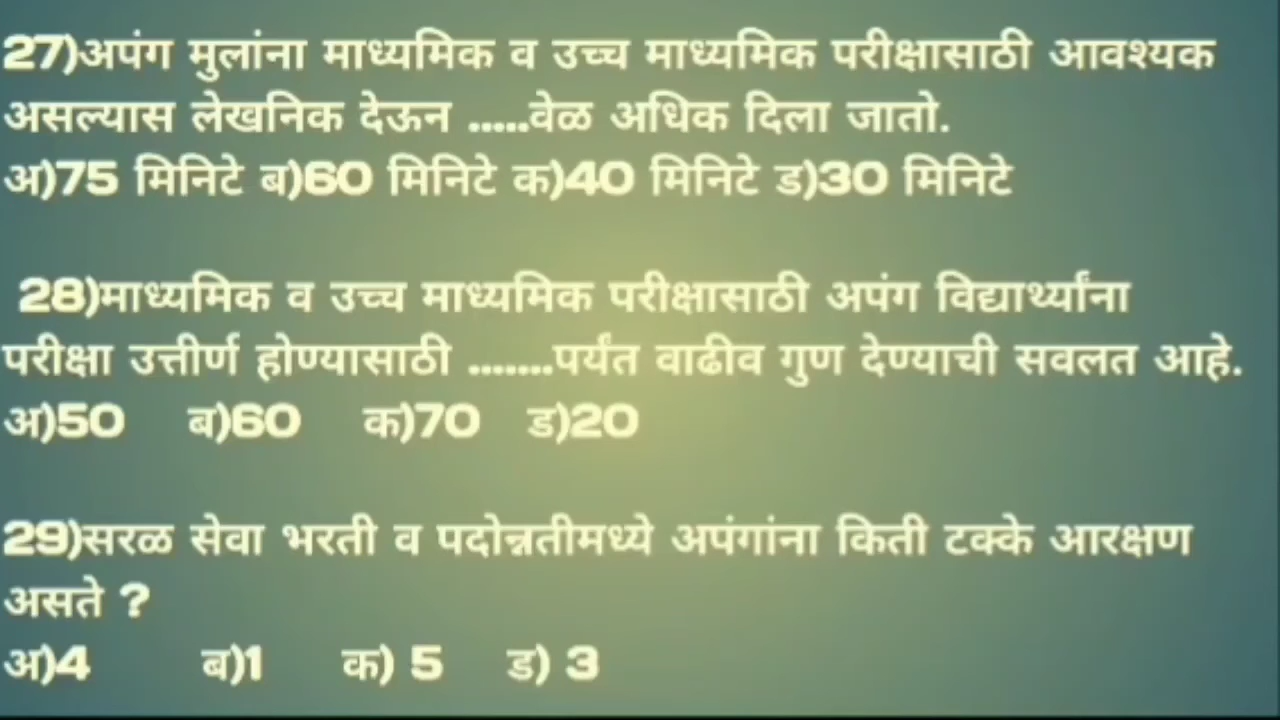 27)अपंग मुलांना माध्यमिक व उच्च माध्यमिक परीक्षासाठी आवश्यक
असल्यास लेखनिक देऊन .....वेळ अधिक दिला जातो.
अ)75 मिनिटे ब)60 मिनिटे क)40 मिनिटे ड)30 मिनिटे
28)माध्यमिक व उच्च माध्यमिक परीक्षासाठी अपंग विद्यार्थ्यांना
परीक्षा उत्तीर्ण होण्यासाठी .......पर्यंत वाढीव गुण देण्याची सवलत आहे.
अ)50 ब)60 क)70 ड)20
29)सरळ सेवा भरती व पदोन्नतीमध्ये अपंगांना किती टक्के आरक्षण
असते ?
अ)4 ब)1 क) 5 ड) 3